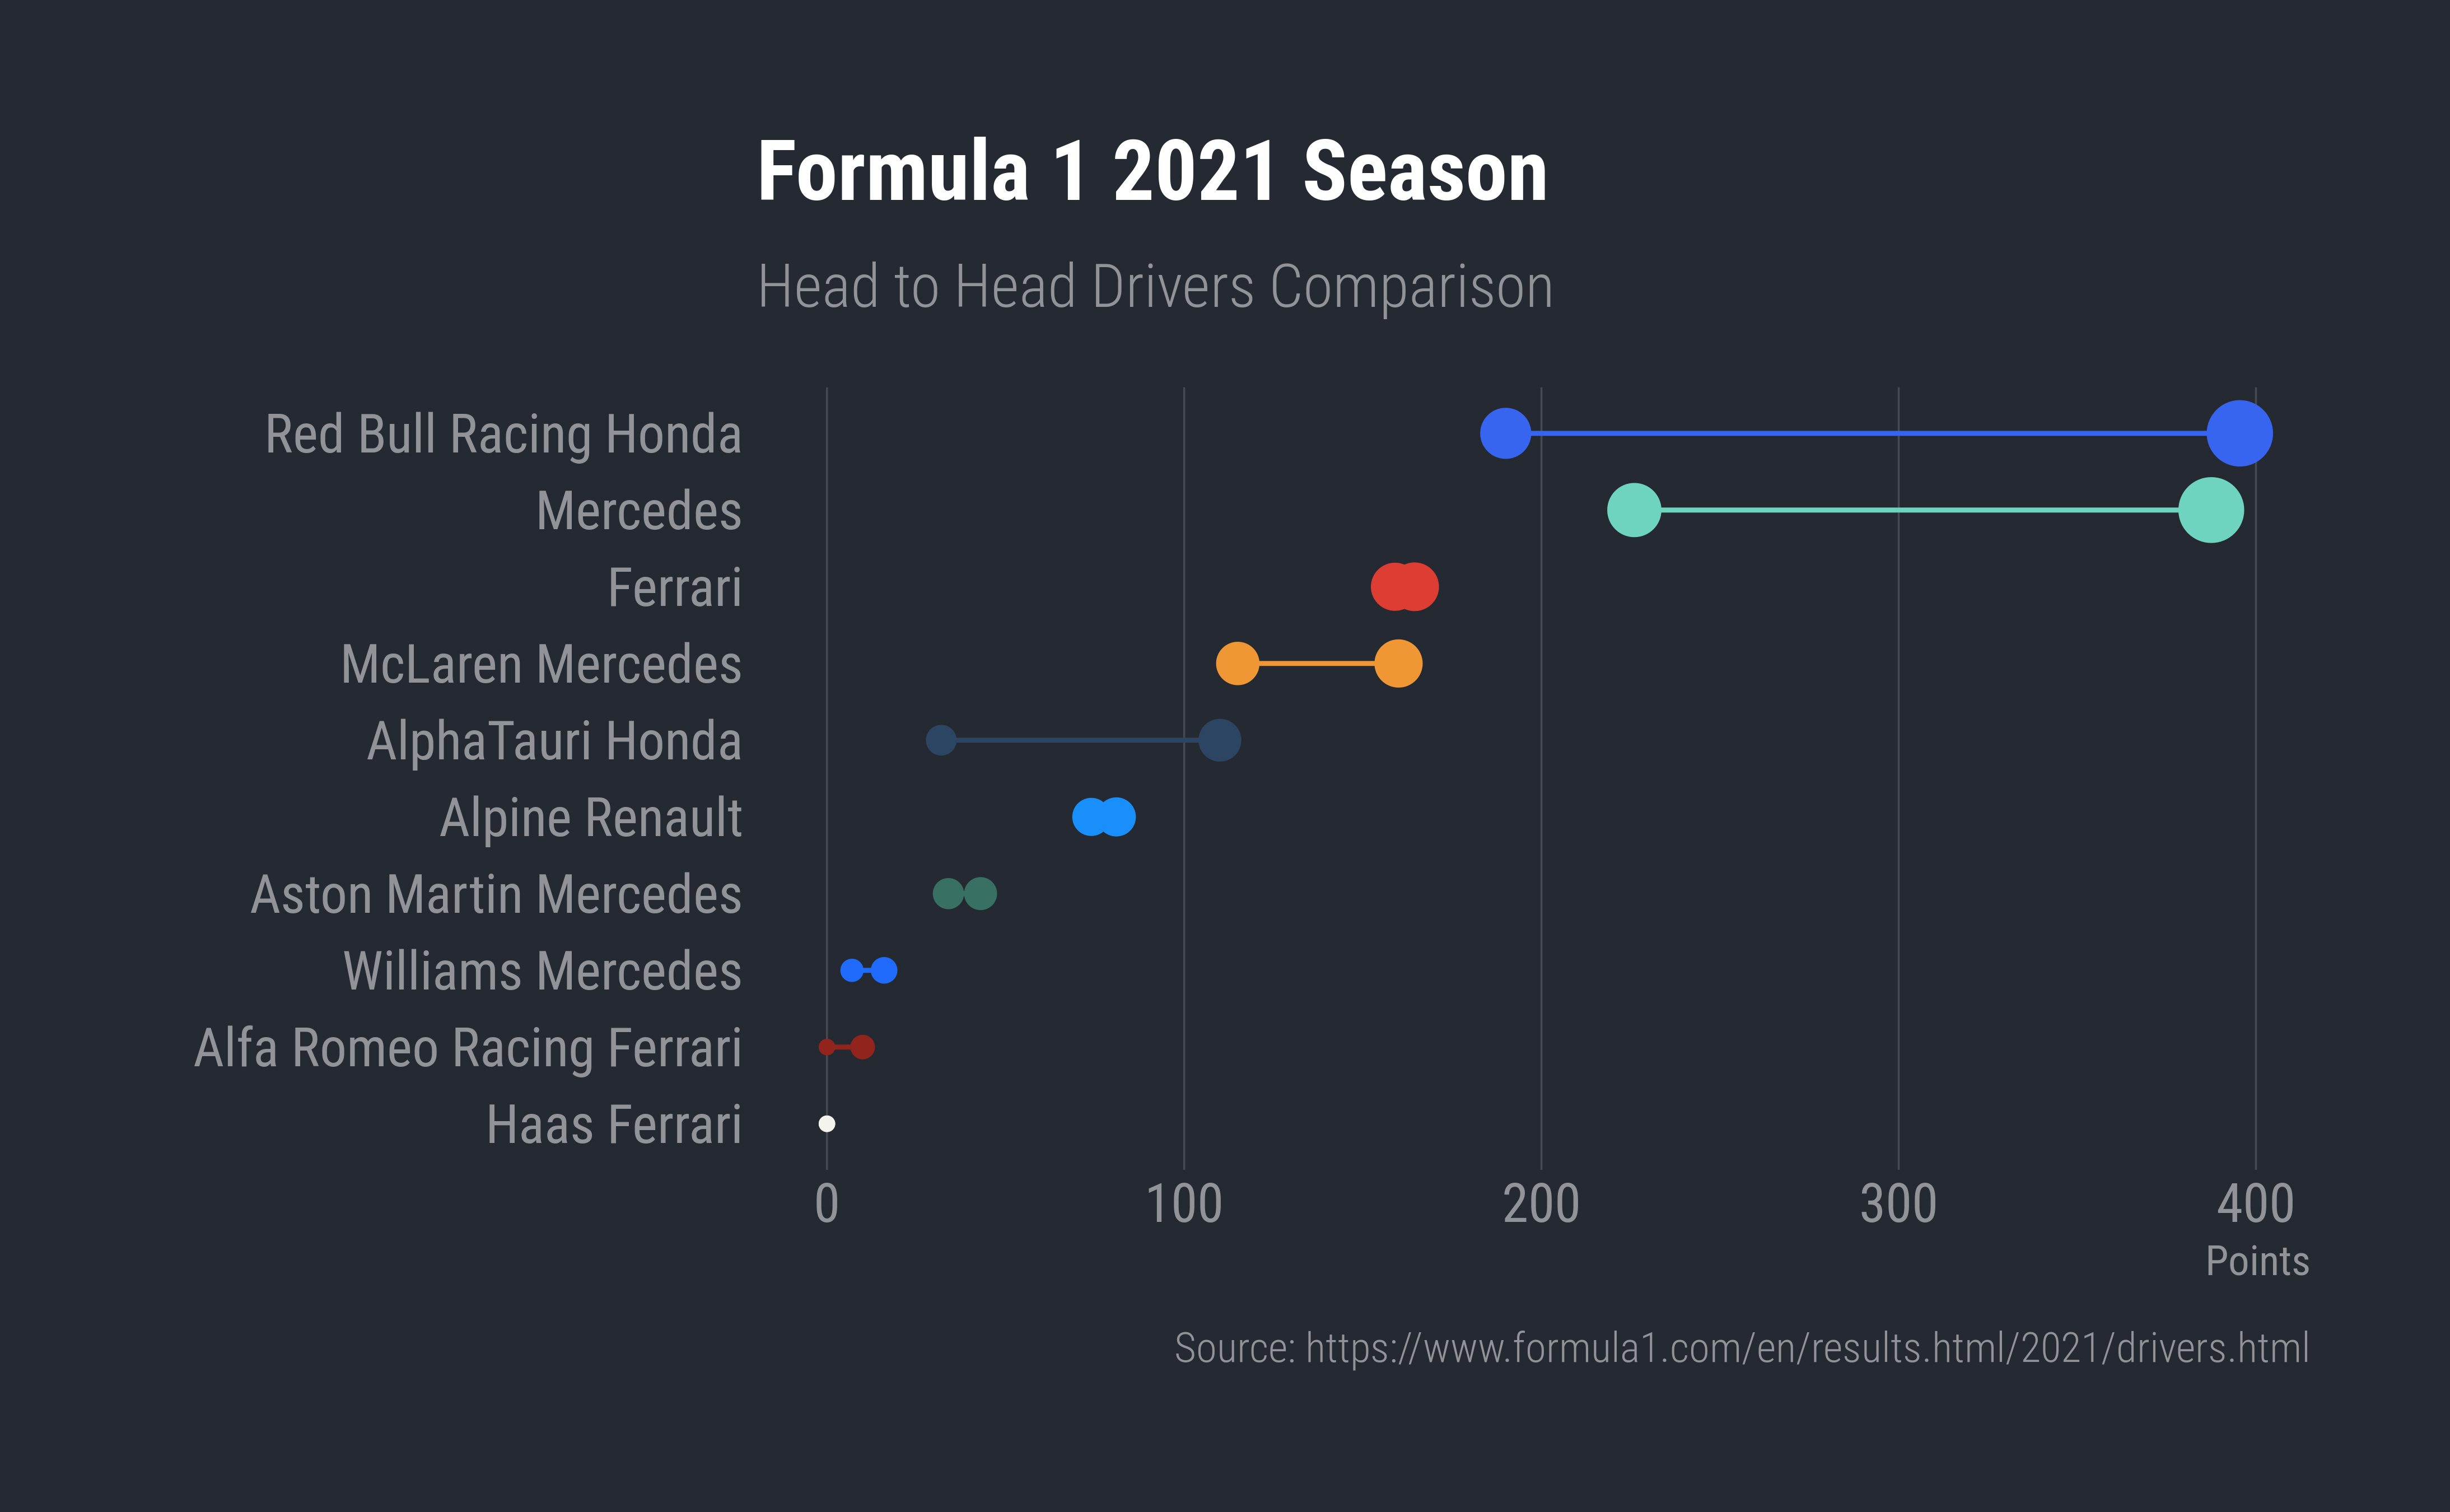 Formula 1 2021 Season
Head to Head Drivers Comparison
Red Bull Racing Honda
Mercedes
Ferrari
McLaren Mercedes
AlphaTauri Honda
Alpine Renault
Aston Martin Mercedes
Williams Mercedes
Alfa Romeo Racing Ferrari
Haas Ferrari
0 100 200 300 400
Points
Source: https://www.formula1.com/en/results.html/2021/drivers.html